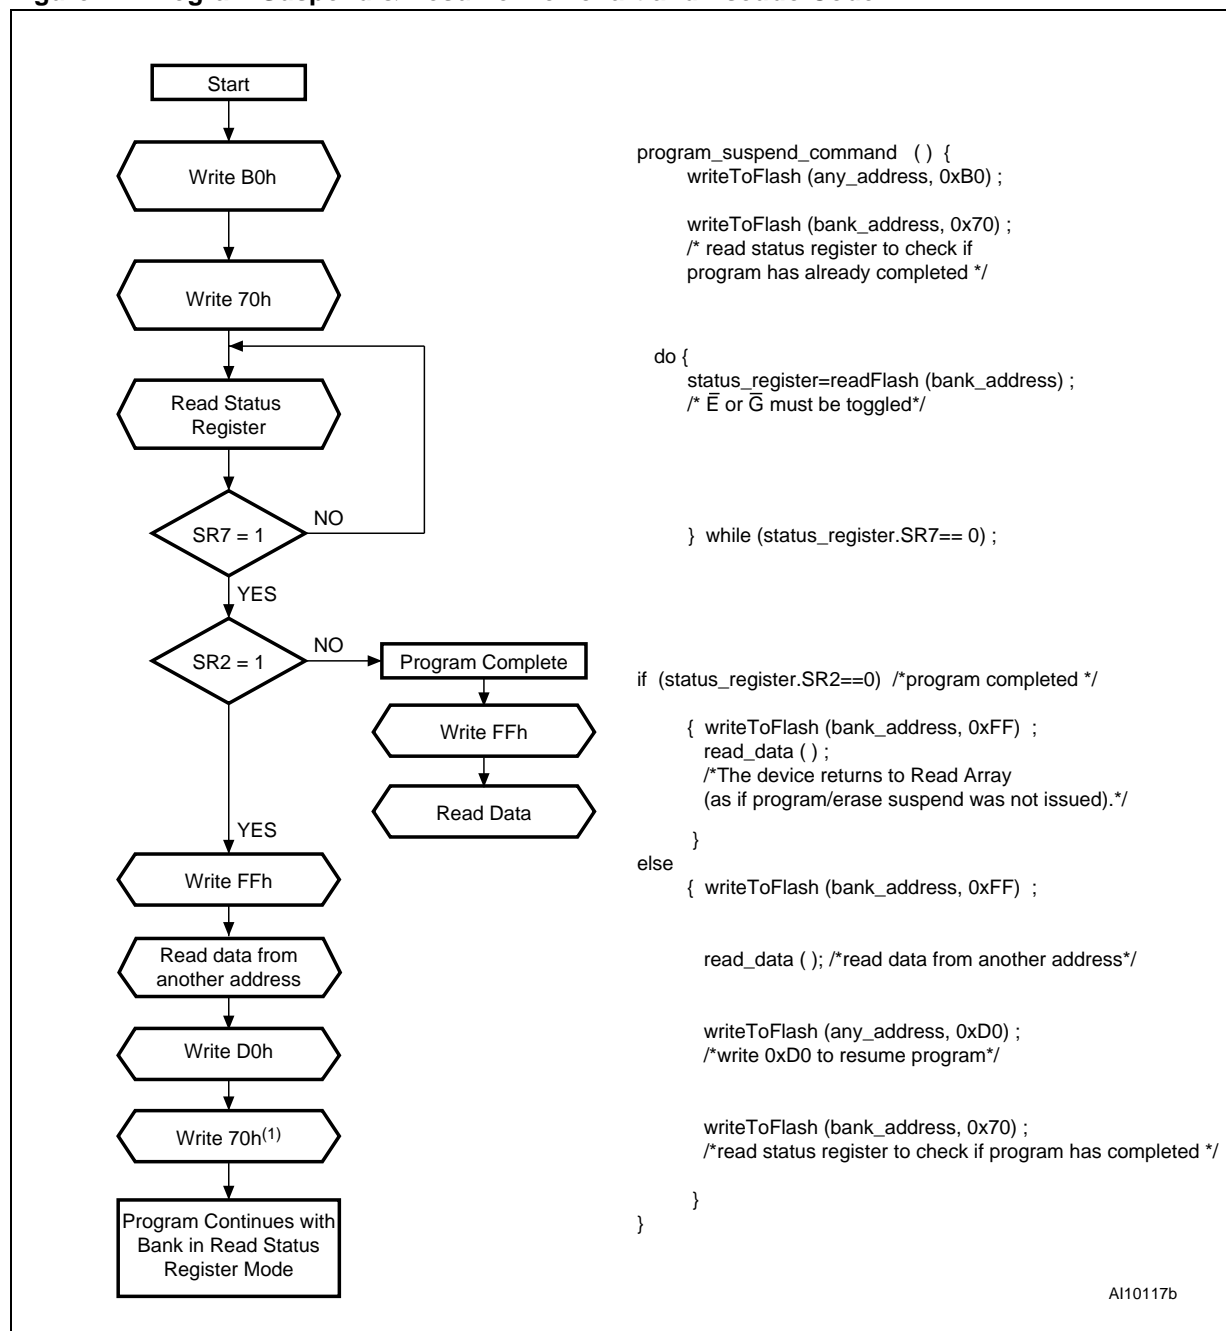 Start
Write B0h
Write 70h
Read Status
Register
NO
SR7 = 1
YES
NO
SR2 = 1
Program Complete
Write FFh
Read Data
YES
Write FFh
Read data from
another address
Write D0h
Write 70h(1)
Program Continues with
Bank in Read Status
Register Mode
program_suspend_command ( ) {
writeToFlash (any_address, 0xB0) ;
writeToFlash (bank_address, 0x70) ;
/* read status register to check if
program has already completed */
do {
status_register=readFlash (bank_address) ;
/* E̅ or G̅ must be toggled*/
} while (status_register.SR7== 0) ;
if (status_register.SR2==0) /*program completed */
{ writeToFlash (bank_address, 0xFF) ;
read_data ( ) ;
/*The device returns to Read Array
(as if program/erase suspend was not issued).*/
}
else
{ writeToFlash (bank_address, 0xFF) ;
read_data ( ); /*read data from another address*/
writeToFlash (any_address, 0xD0) ;
/*write 0xD0 to resume program*/
writeToFlash (bank_address, 0x70) ;
/*read status register to check if program has completed */
}
}
AI10117b